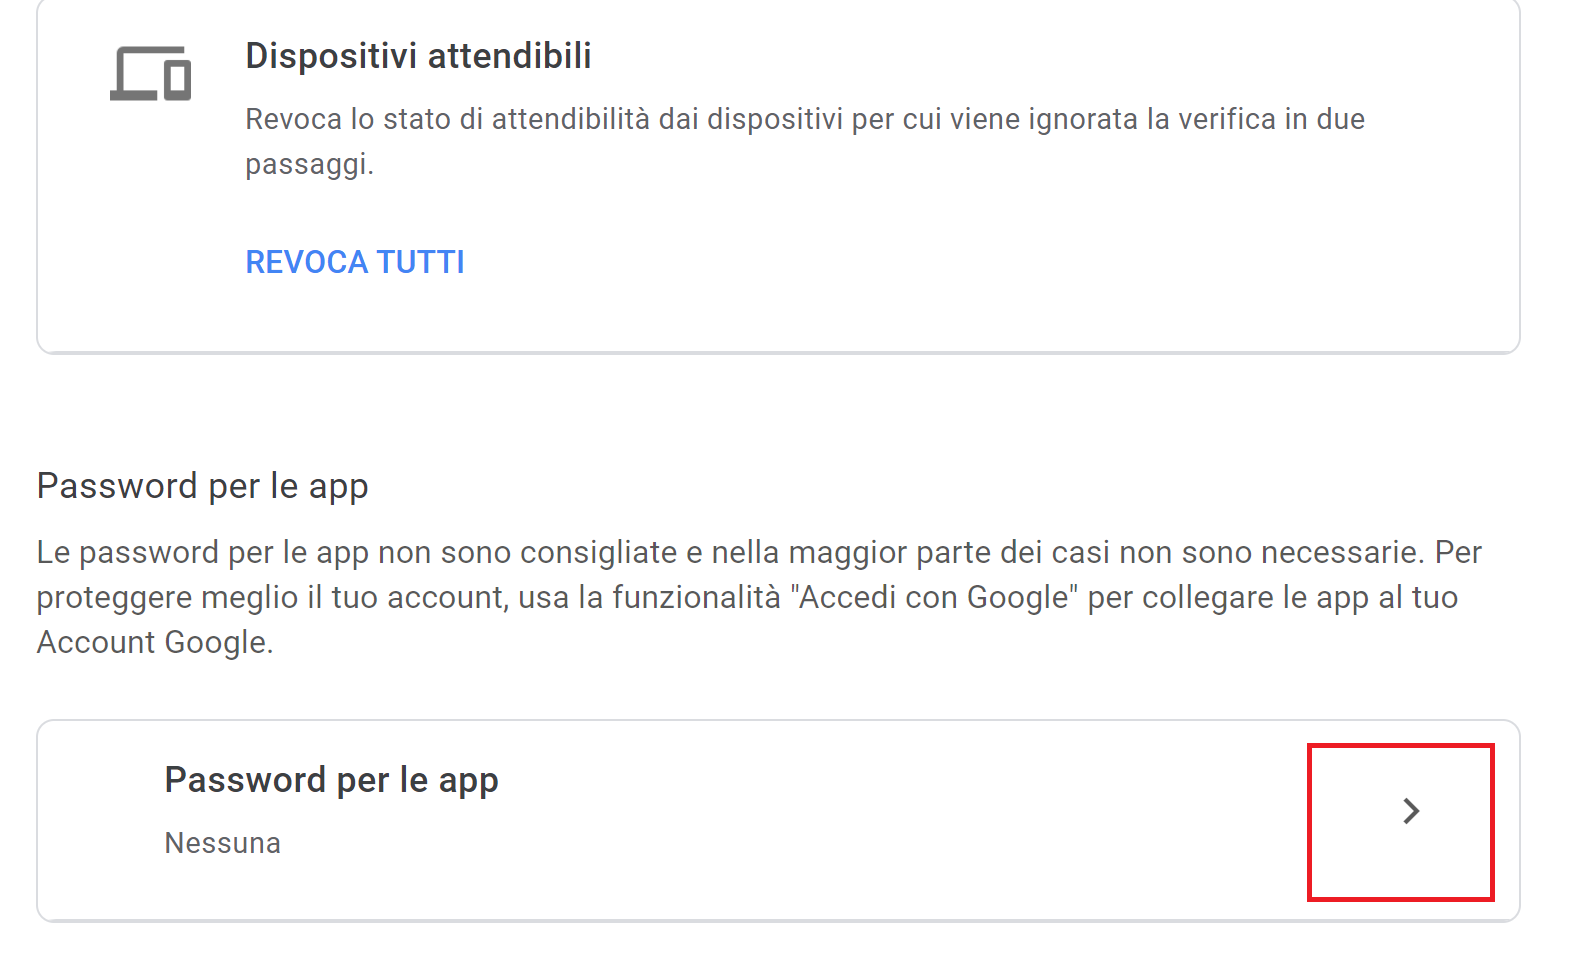 Dispositivi attendibili
Revoca lo stato di attendibilità dai dispositivi per cui viene ignorata la verifica in due
passaggi.
REVOCA TUTTI
Password per le app
Le password per le app non sono consigliate e nella maggior parte dei casi non sono necessarie. Per
proteggere meglio il tuo account, usa la funzionalità "Accedi con Google" per collegare le app al tuo
Account Google.
Password per le app
Nessuna